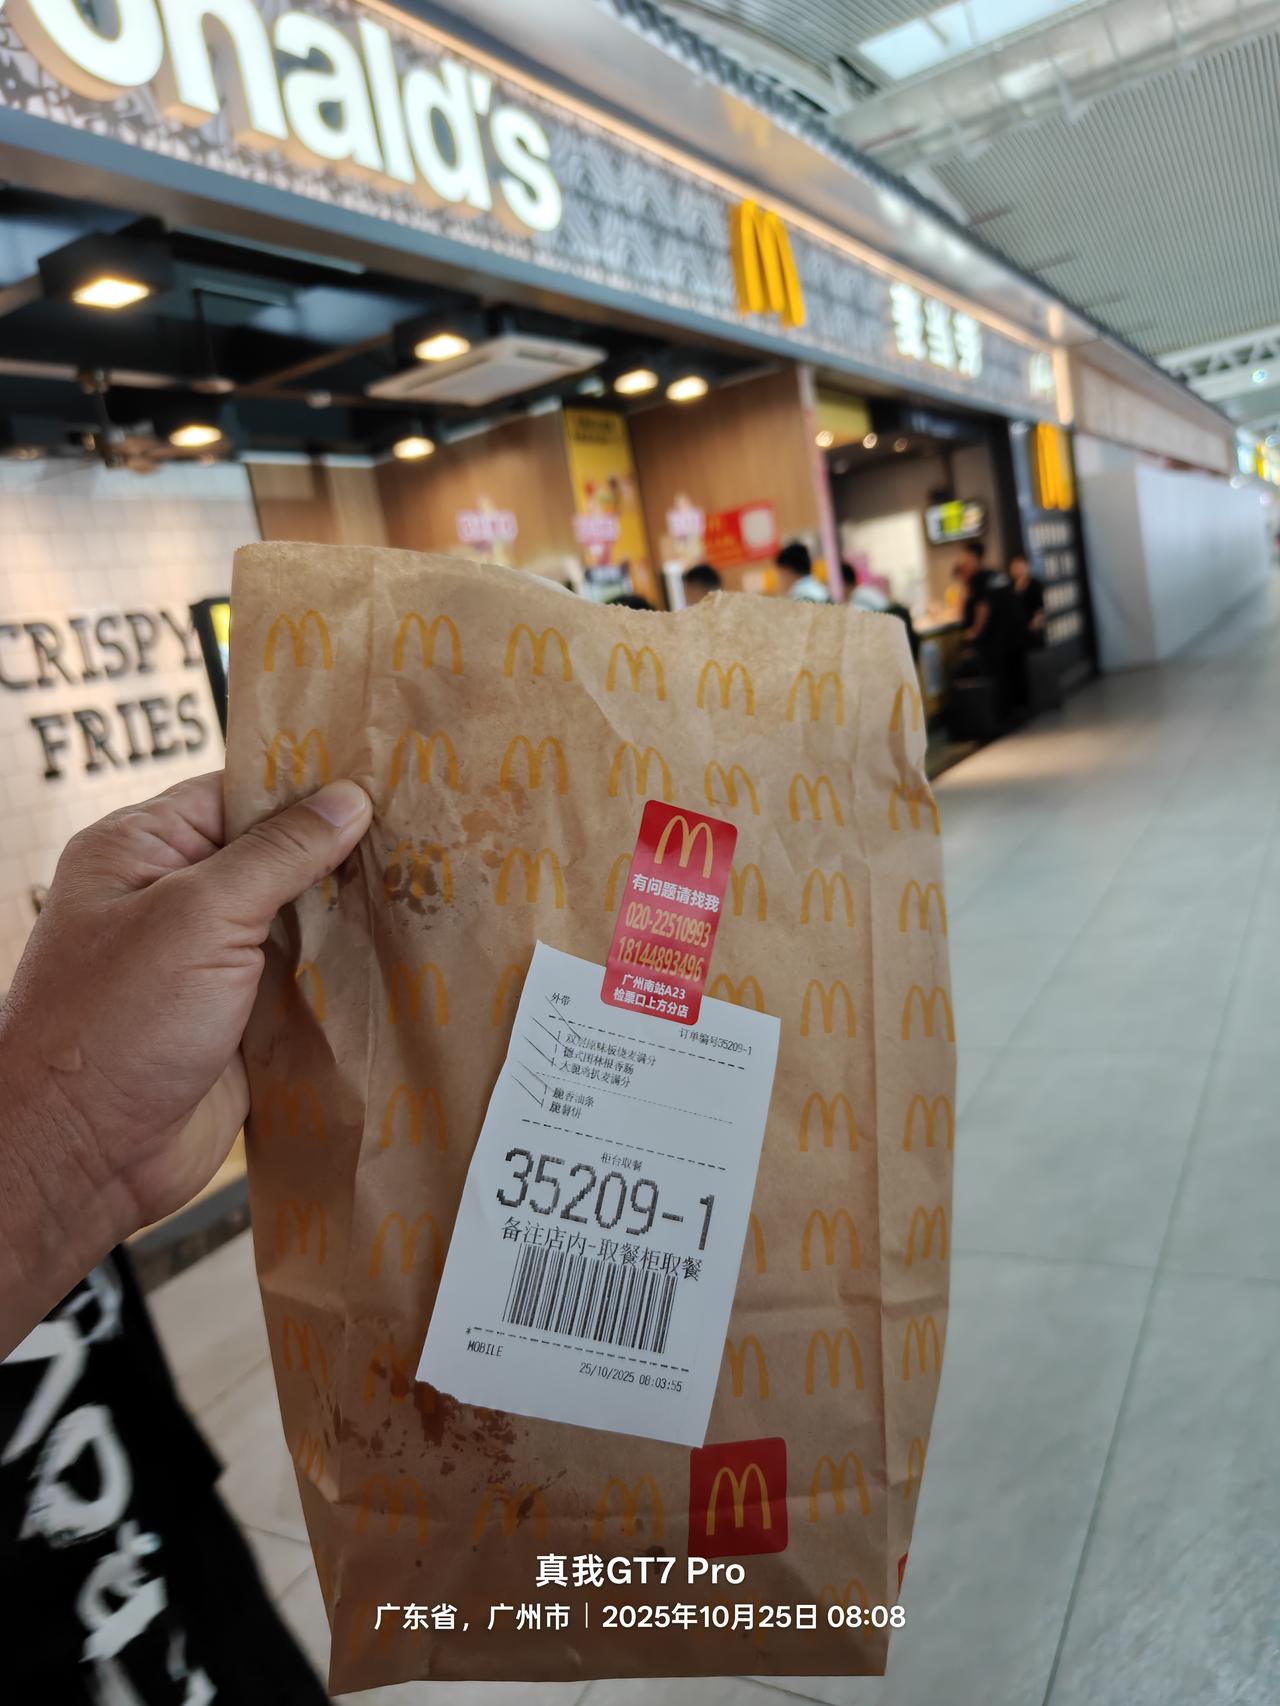 onald's
麦当劳
CRISPY
FRIES
有问题请找我
020-22510993
18144893496
广州南站A23
检票口上方分店
外带
订单编号35209-1
1 双层原味板烧麦满分
1 德式图林根香肠
1 大脆鸡扒麦满分
1 脆香油条
1 脆薯饼
柜台取餐
35209-1
备注店内-取餐柜取餐
*
MOBILE
25/10/2025 08:03:55
真我GT7 Pro
广东省，广州市｜2025年10月25日 08:08